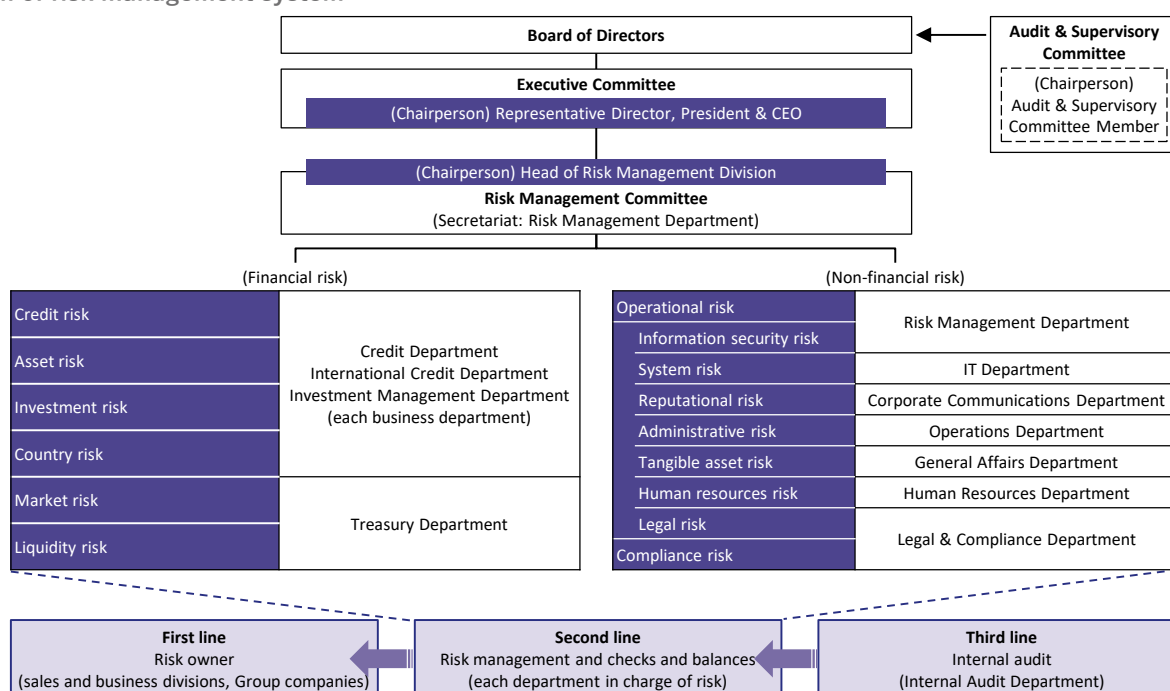 Board of Directors
Audit & Supervisory
Committee
(Chairperson)
Audit & Supervisory
Committee Member
Executive Committee
(Chairperson) Representative Director, President & CEO
(Chairperson) Head of Risk Management Division
Risk Management Committee
(Secretariat: Risk Management Department)
(Financial risk)
Credit risk
Asset risk
Investment risk
Country risk
Credit Department
International Credit Department
Investment Management Department
(each business department)
Market risk
Liquidity risk
Treasury Department
(Non-financial risk)
Operational risk
Information security risk
Risk Management Department
System risk
IT Department
Reputational risk
Corporate Communications Department
Administrative risk
Operations Department
Tangible asset risk
General Affairs Department
Human resources risk
Human Resources Department
Legal risk
Compliance risk
Legal & Compliance Department
First line
Risk owner
(sales and business divisions, Group companies)
Second line
Risk management and checks and balances
(each department in charge of risk)
Third line
Internal audit
(Internal Audit Department)